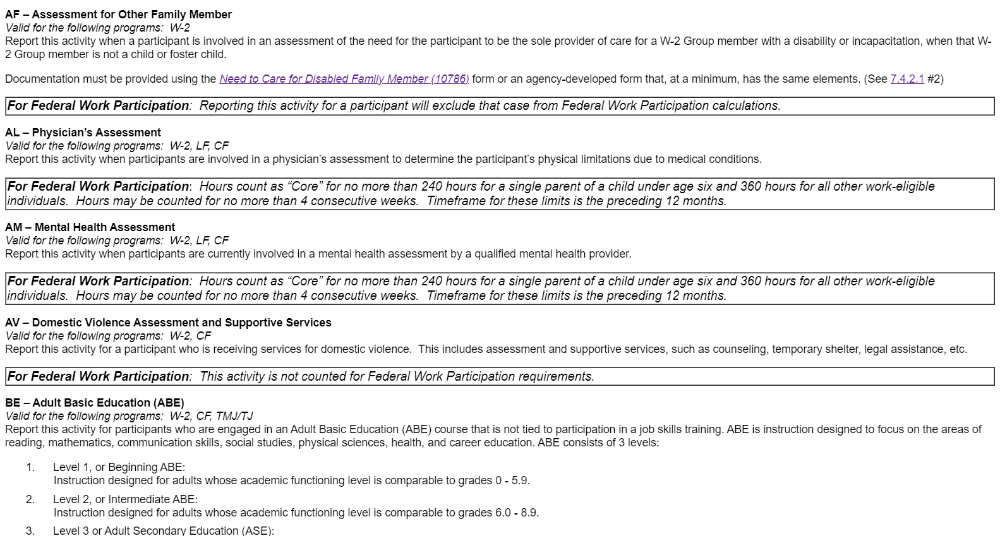 AF – Assessment for Other Family Member
Valid for the following programs:  W-2
Report this activity when a participant is involved in an assessment of the need for the participant to be the sole provider of care for a W-2 Group member with a disability or incapacitation, when that W-
2 Group member is not a child or foster child.
Documentation must be provided using the Need to Care for Disabled Family Member (10786) form or an agency-developed form that, at a minimum, has the same elements. (See 7.4.2.1 #2)
For Federal Work Participation:  Reporting this activity for a participant will exclude that case from Federal Work Participation calculations.
AL – Physician’s Assessment
Valid for the following programs:  W-2, LF, CF
Report this activity when participants are involved in a physician’s assessment to determine the participant’s physical limitations due to medical conditions.
For Federal Work Participation:  Hours count as “Core” for no more than 240 hours for a single parent of a child under age six and 360 hours for all other work-eligible
individuals.  Hours may be counted for no more than 4 consecutive weeks.  Timeframe for these limits is the preceding 12 months.
AM – Mental Health Assessment
Valid for the following programs:  W-2, LF, CF
Report this activity when participants are currently involved in a mental health assessment by a qualified mental health provider.
For Federal Work Participation:  Hours count as “Core” for no more than 240 hours for a single parent of a child under age six and 360 hours for all other work-eligible
individuals.  Hours may be counted for no more than 4 consecutive weeks.  Timeframe for these limits is the preceding 12 months.
AV – Domestic Violence Assessment and Supportive Services
Valid for the following programs:  W-2, CF
Report this activity for a participant who is receiving services for domestic violence.  This includes assessment and supportive services, such as counseling, temporary shelter, legal assistance, etc.
For Federal Work Participation:  This activity is not counted for Federal Work Participation requirements.
BE – Adult Basic Education (ABE)
Valid for the following programs:  W-2, CF, TMJ/TJ
Report this activity for participants who are engaged in an Adult Basic Education (ABE) course that is not tied to participation in a job skills training. ABE is instruction designed to focus on the areas of
reading, mathematics, communication skills, social studies, physical sciences, health, and career education. ABE consists of 3 levels:
1. Level 1, or Beginning ABE:
Instruction designed for adults whose academic functioning level is comparable to grades 0 - 5.9.
2. Level 2, or Intermediate ABE:
Instruction designed for adults whose academic functioning level is comparable to grades 6.0 - 8.9.
3. Level 3 or Adult Secondary Education (ASE):